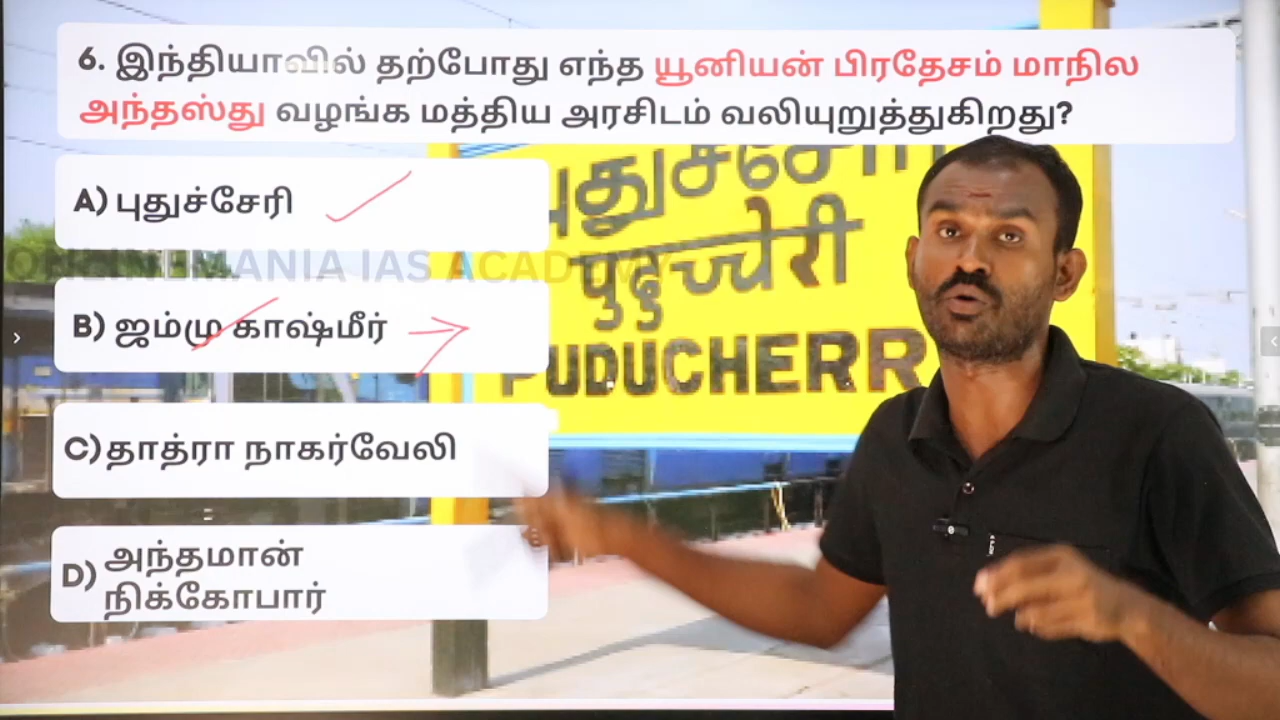 6. இந்தியாவில் தற்போது எந்த யூனியன் பிரதேசம் மாநில
அந்தஸ்து வழங்க மத்திய அரசிடம் வலியுறுத்துகிறது?
A) புதுச்சேரி
ONLINEMANIA IAS ACADEMY
B) ஜம்மு காஷ்மீர்
C) தாத்ரா நாகர்வேலி
D) அந்தமான்
நிக்கோபார்
புதுச்சேரி
पुदुच्चेरी
PUDUCHERRY